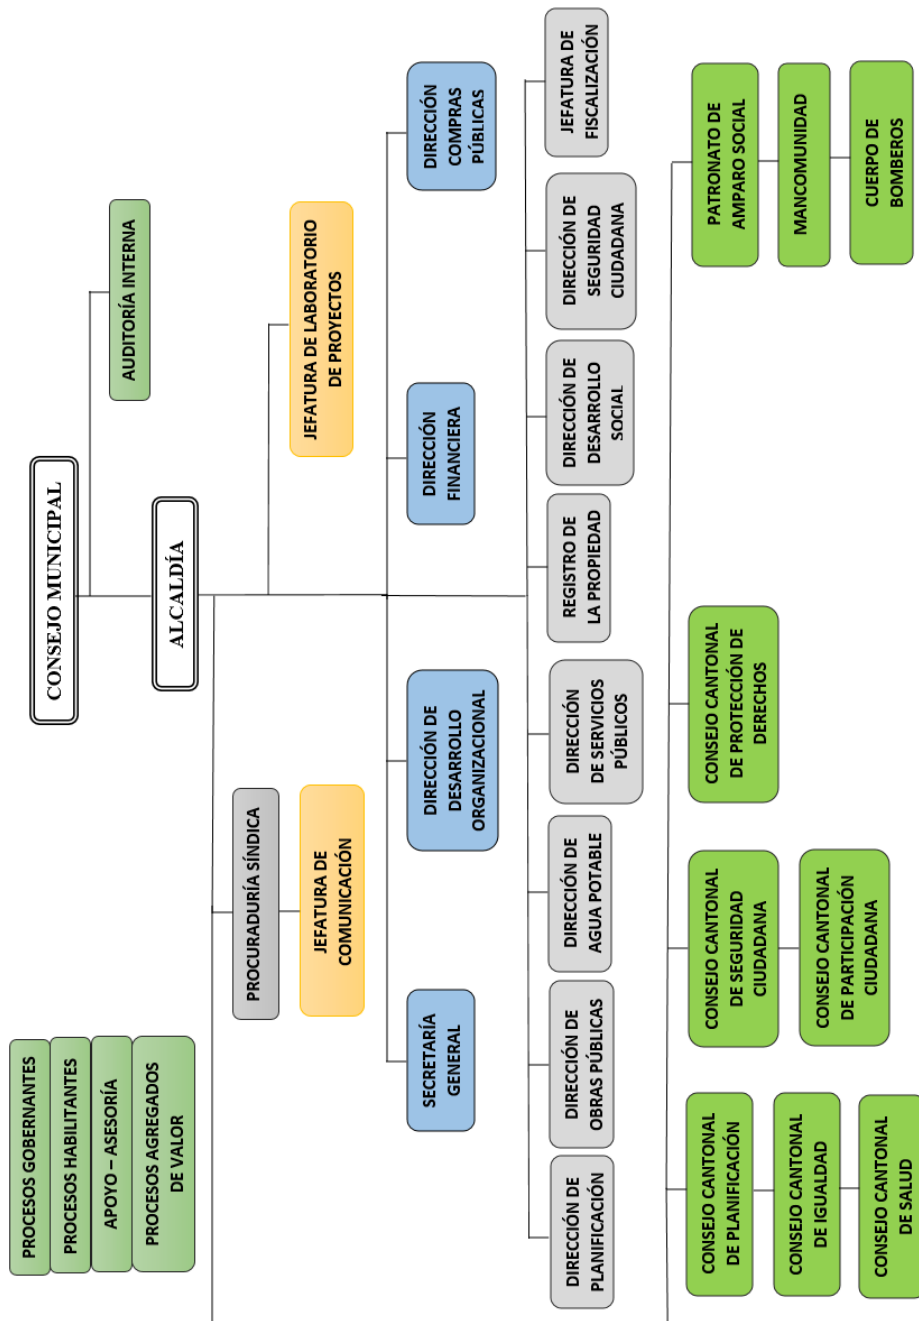 CONSEJO MUNICIPAL
AUDITORÍA INTERNA
ALCALDÍA
PROCESOS GOBERNANTES
PROCESOS HABILITANTES
APOYO – ASESORÍA
PROCESOS AGREGADOS
DE VALOR
PROCURADURÍA SÍNDICA
JEFATURA DE
COMUNICACIÓN
JEFATURA DE LABORATORIO
DE PROYECTOS
SECRETARÍA
GENERAL
DIRECCIÓN DE
DESARROLLO
ORGANIZACIONAL
DIRECCIÓN
FINANCIERA
DIRECCIÓN
COMPRAS
PÚBLICAS
DIRECCIÓN DE
PLANIFICACIÓN
DIRECCIÓN DE
OBRAS PÚBLICAS
DIRECCIÓN DE
AGUA POTABLE
DIRECCIÓN
DE SERVICIOS
PÚBLICOS
REGISTRO DE
LA PROPIEDAD
DIRECCIÓN DE
DESARROLLO
SOCIAL
DIRECCIÓN DE
SEGURIDAD
CIUDADANA
JEFATURA DE
FISCALIZACIÓN
CONSEJO CANTONAL
DE PLANIFICACIÓN
CONSEJO CANTONAL
DE IGUALDAD
CONSEJO CANTONAL
DE SALUD
CONSEJO CANTONAL
DE SEGURIDAD
CIUDADANA
CONSEJO CANTONAL
DE PARTICIPACIÓN
CIUDADANA
CONSEJO CANTONAL
DE PROTECCIÓN DE
DERECHOS
PATRONATO DE
AMPARO SOCIAL
MANCOMUNIDAD
CUERPO DE
BOMBEROS